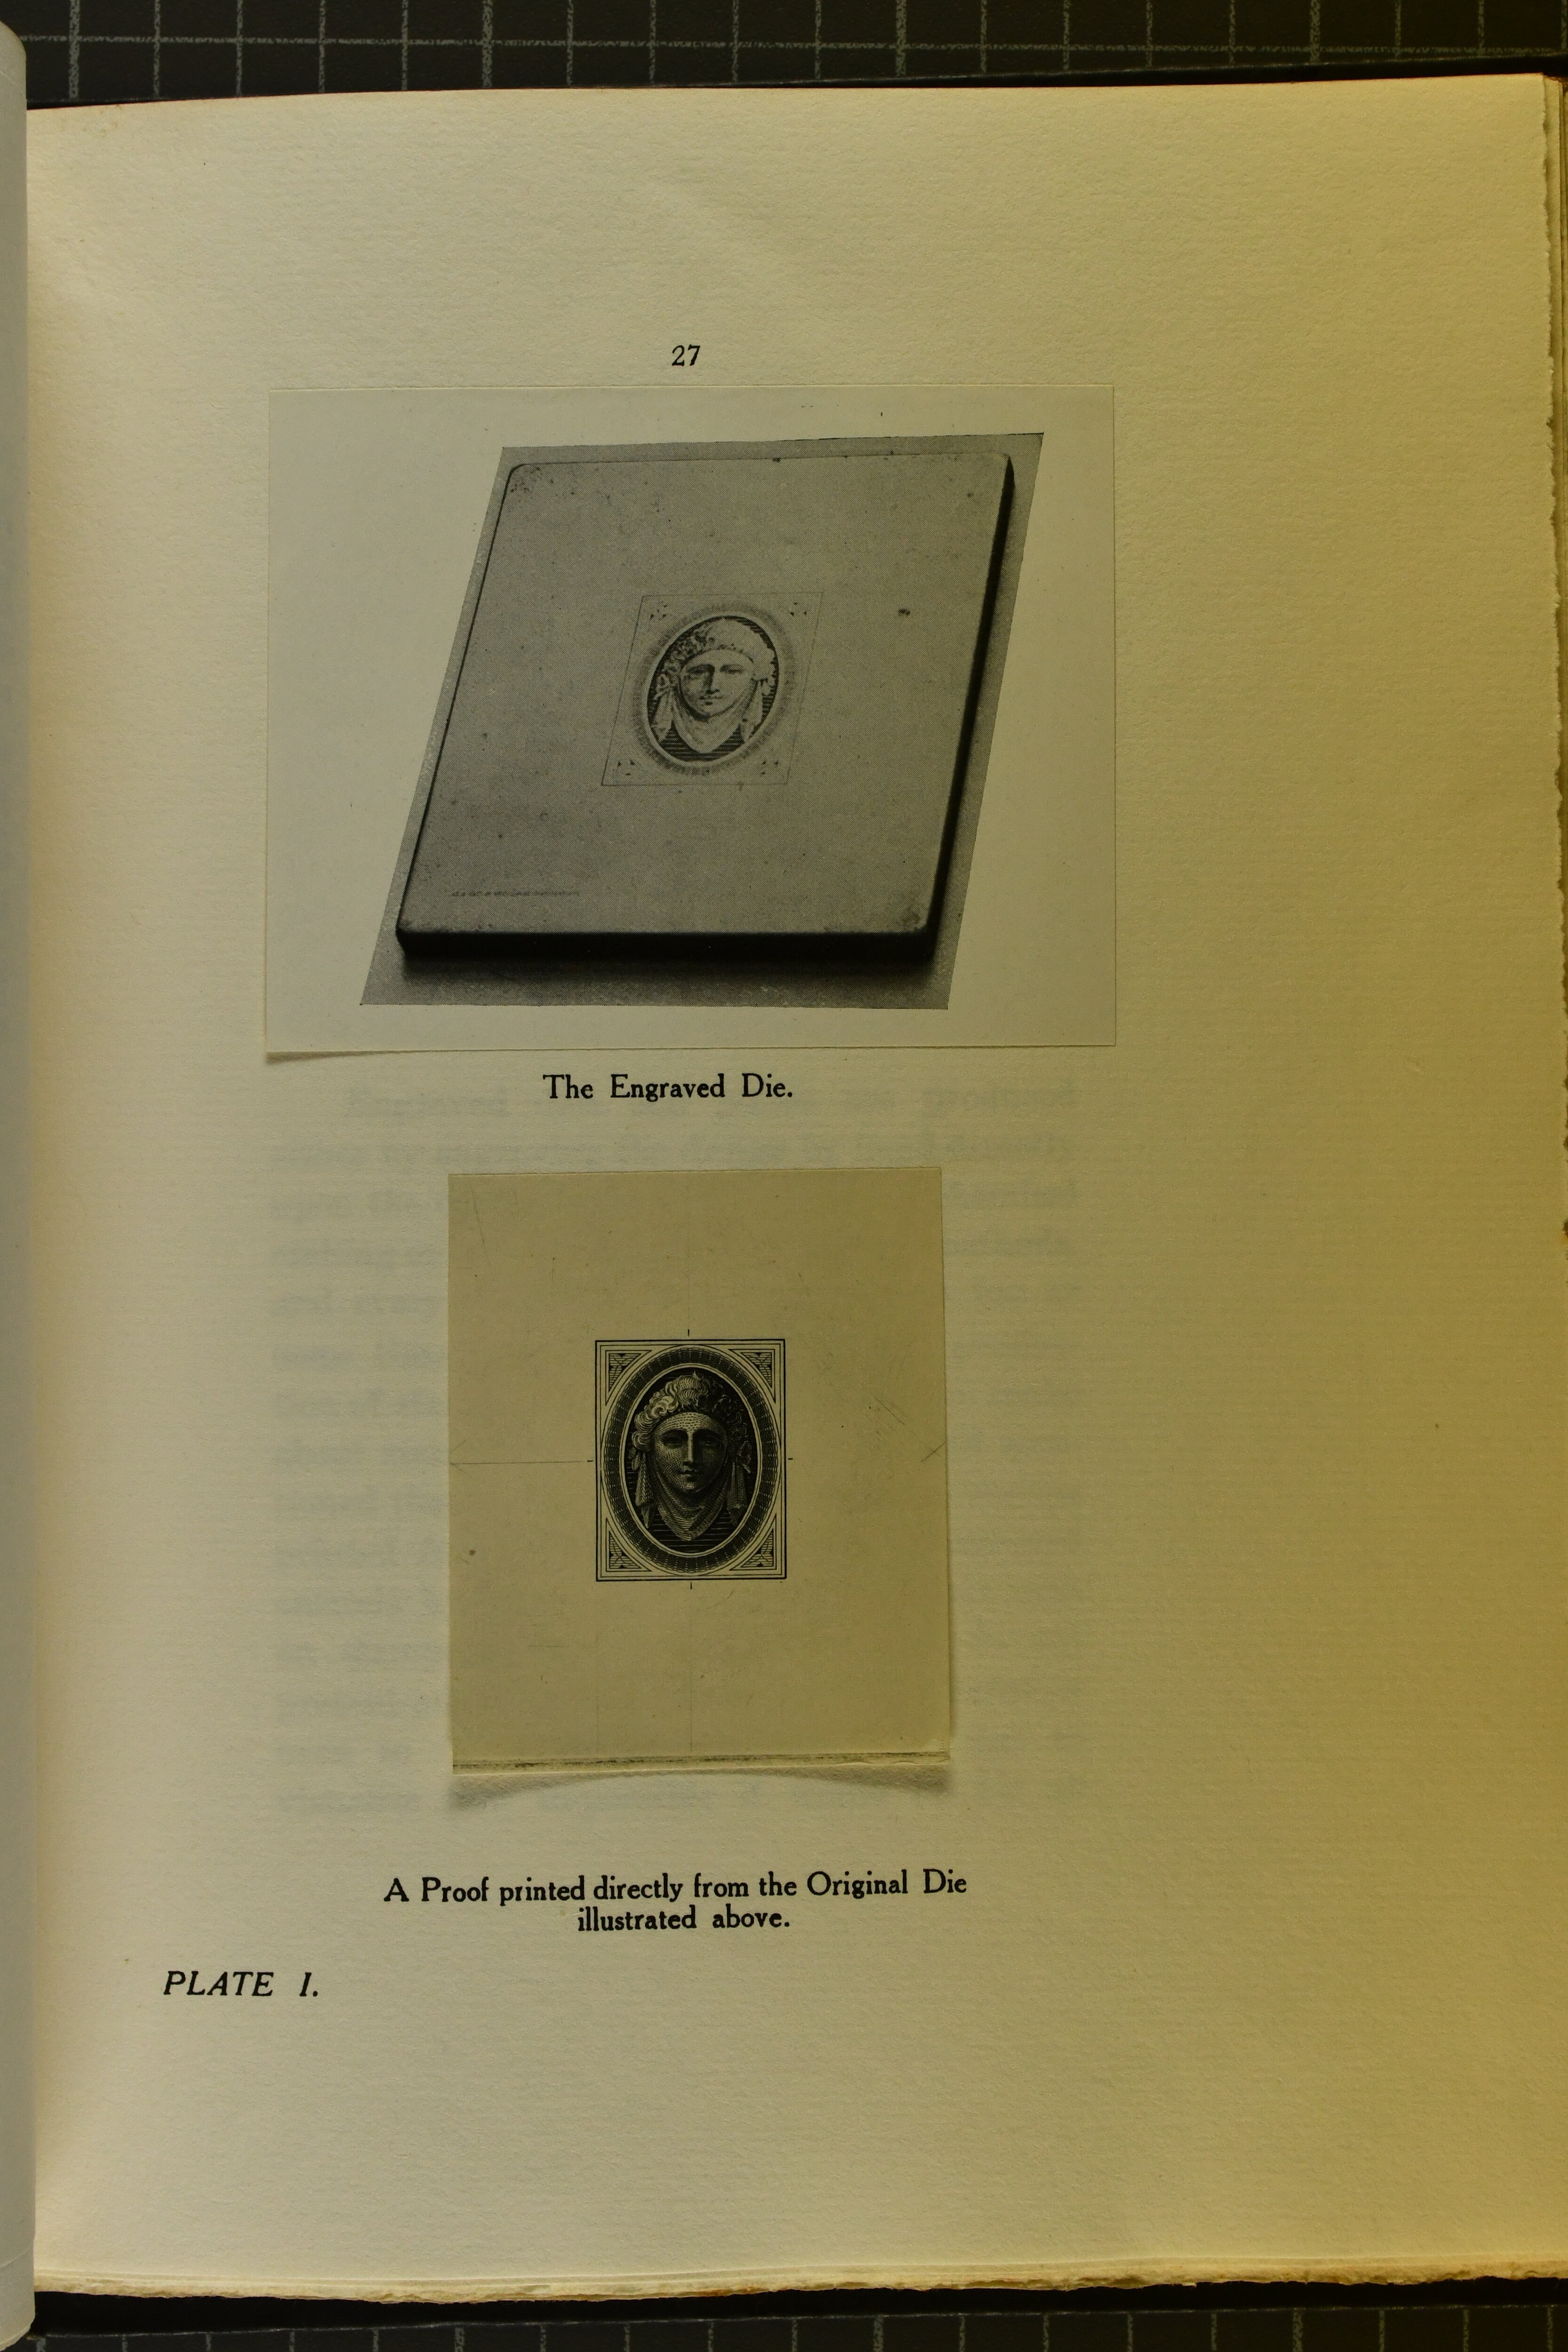 27
The Engraved Die.
A Proof printed directly from the Original Die
illustrated above.
PLATE I.